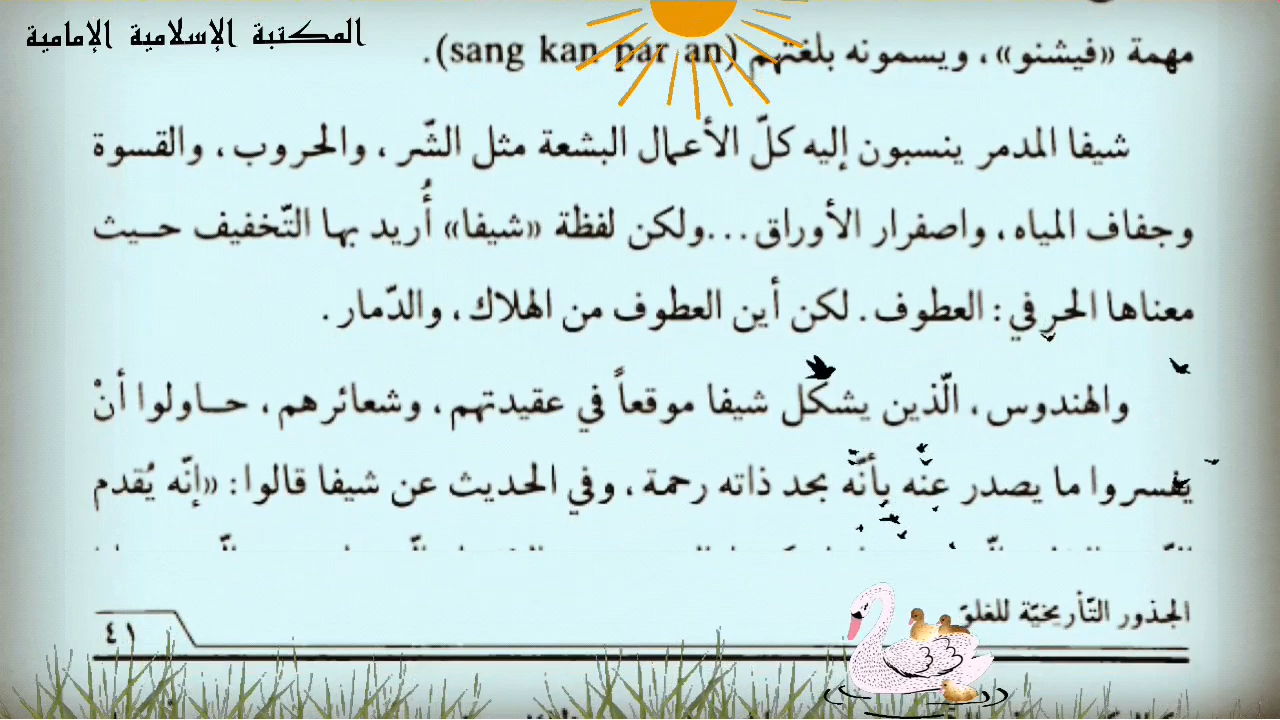 المكتبة الإسلامية الإمامية
مهمة «فيشنو»، ويسمونه بلغتهم (sang kan par an).
شيفا المدمر ينسبون إليه كلّ الأعمال البشعة مثل الشّر، والحروب، والقسوة
وجفاف المياه، واصفرار الأوراق...ولكن لفظة «شيفا» أُريد بها التّخفيف حيث
معناها الحرفي: العطوف. لكن أين العطوف من الهلاك، والدّمار.
والهندوس، الّذين يشكل شيفا موقعاً في عقيدتهم، وشعائرهم، حاولوا أنْ
يفسروا ما يصدر عنه بأنّه بحد ذاته رحمة، وفي الحديث عن شيفا قالوا: «إنّه يُقدم
الجذور التّأريخيّة للغلوّ
٤١